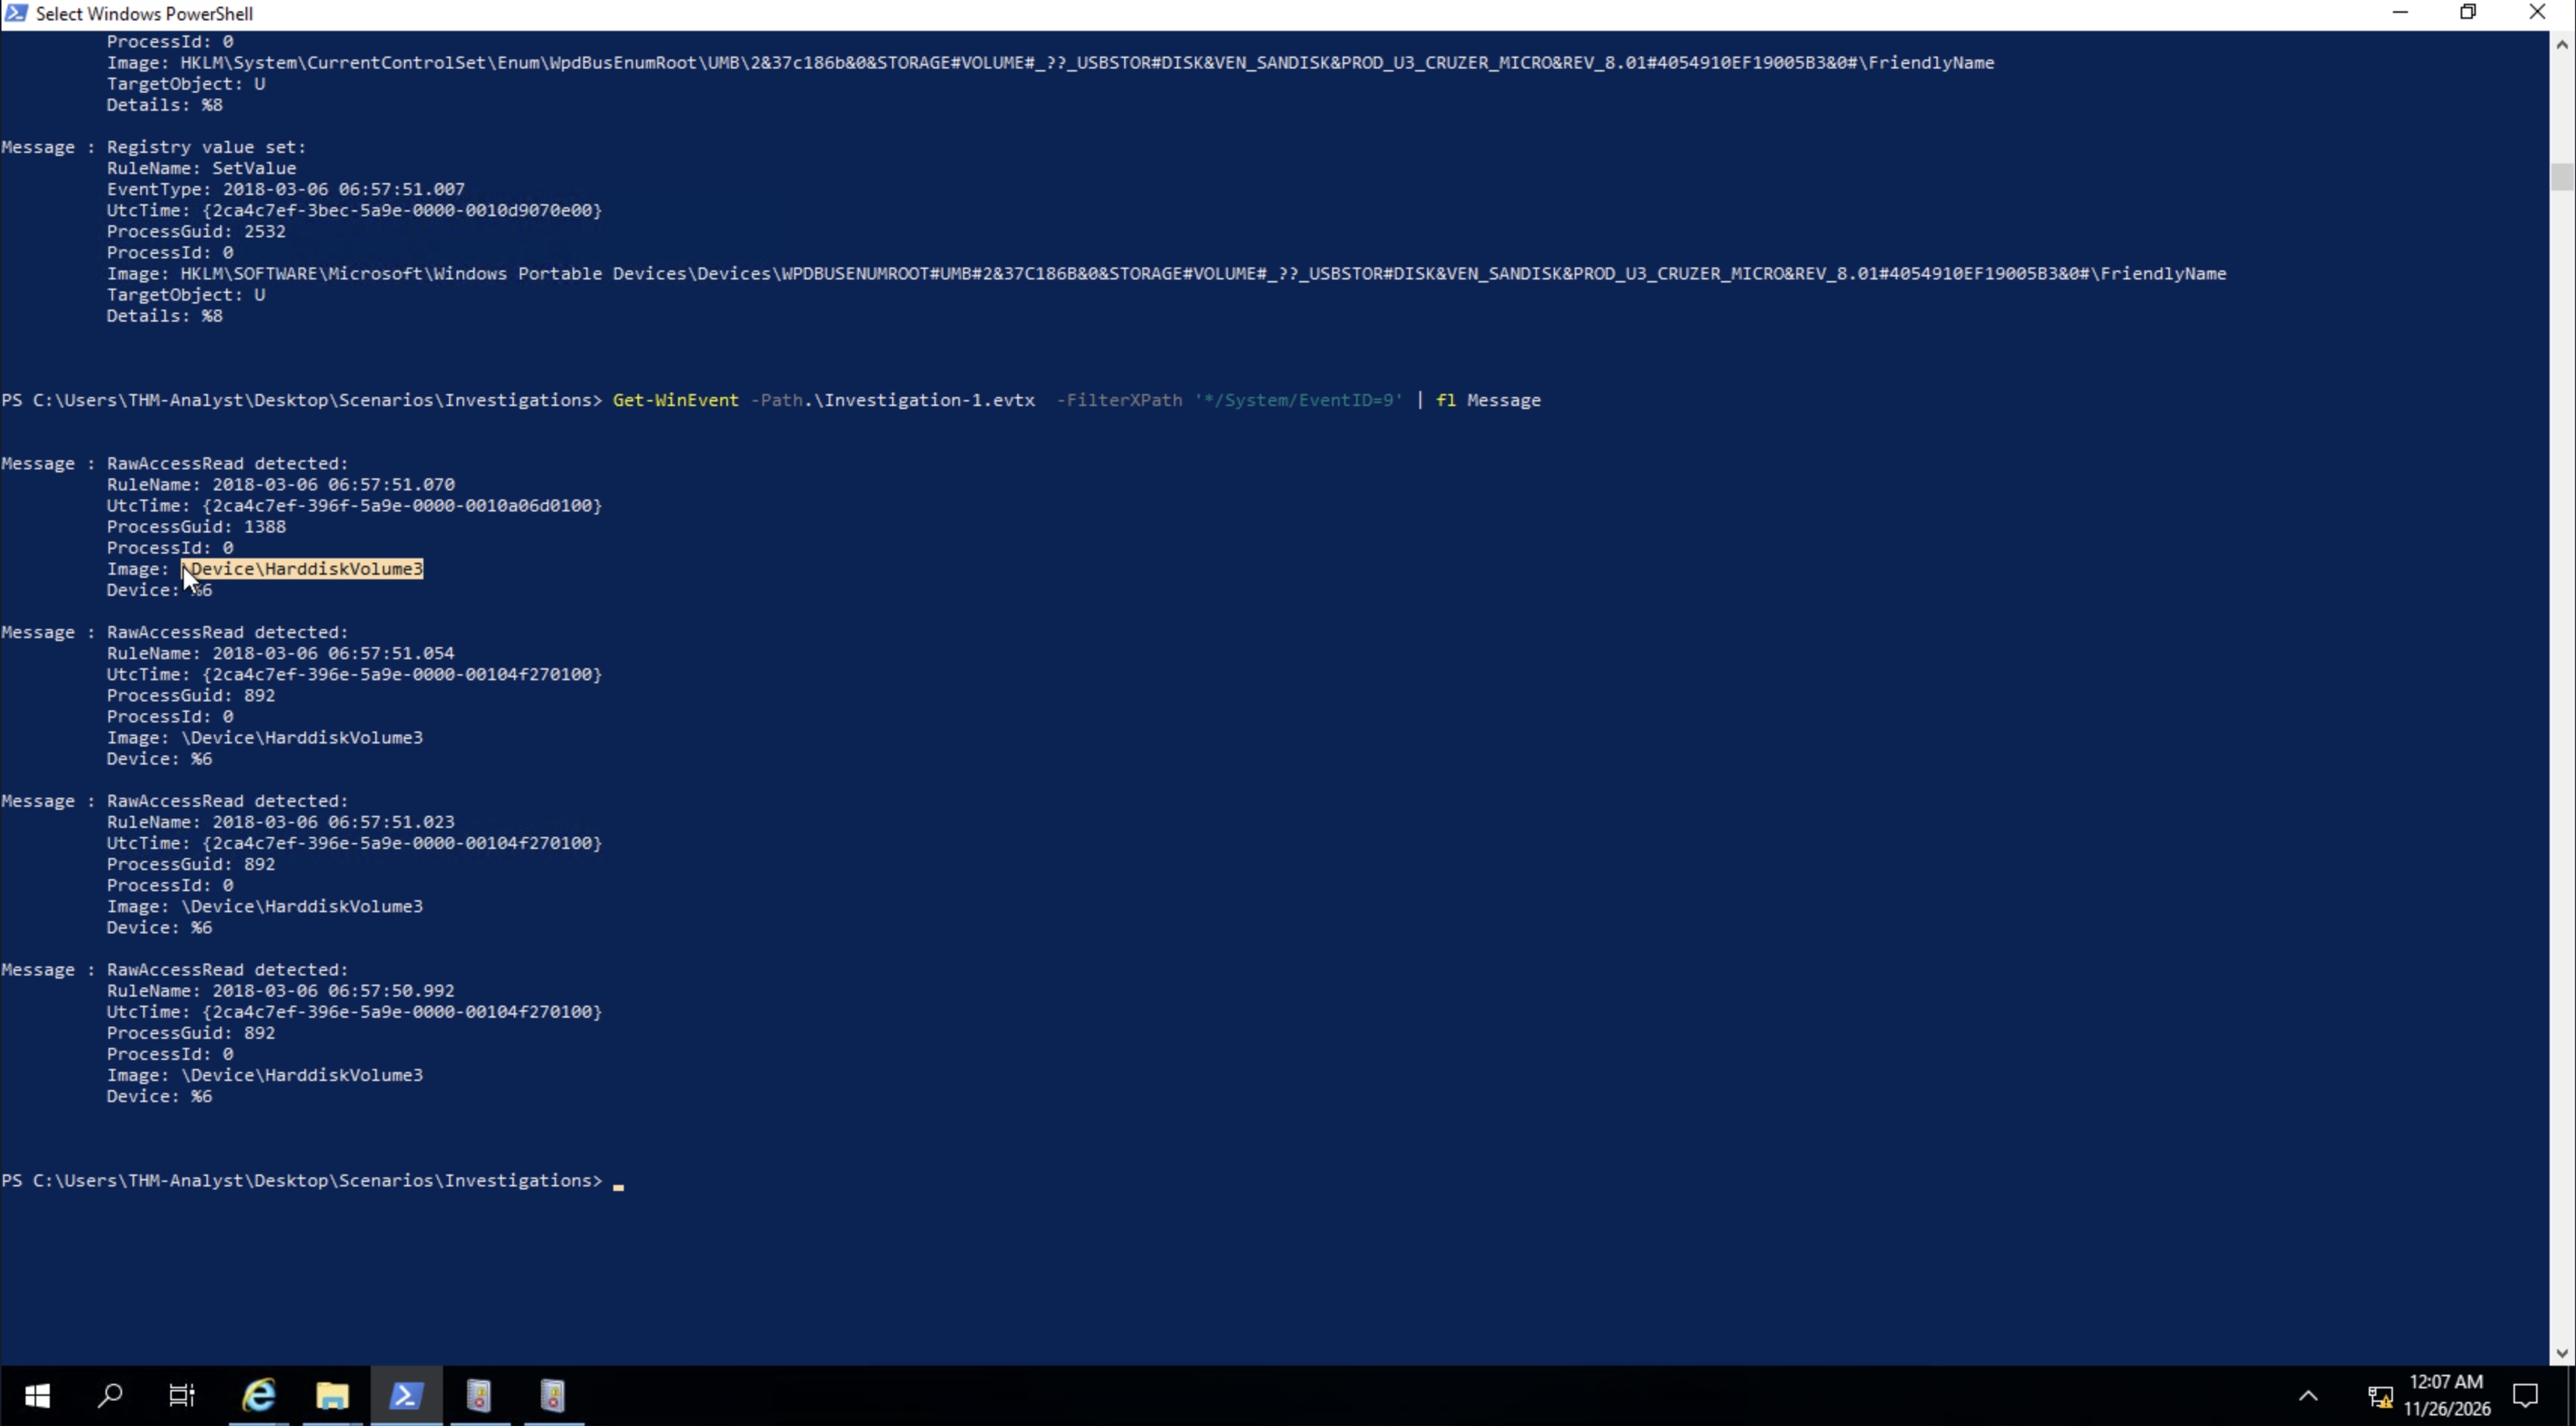 Select Windows PowerShell
ProcessId: 0
Image: HKLM\System\CurrentControlSet\Enum\WpdBusEnumRoot\UMB\2&37c186b&0&STORAGE#VOLUME#_??_USBSTOR#DISK&VEN_SANDISK&PROD_U3_CRUZER_MICRO&REV_8.01#4054910EF19005B3&0#\FriendlyName
TargetObject: U
Details: %8
Message : Registry value set:
RuleName: SetValue
EventType: 2018-03-06 06:57:51.007
UtcTime: {2ca4c7ef-3bec-5a9e-0000-0010d9070e00}
ProcessGuid: 2532
ProcessId: 0
Image: HKLM\SOFTWARE\Microsoft\Windows Portable Devices\Devices\WPDBUSENUMROOT#UMB#2&37C186B&0&STORAGE#VOLUME#_??_USBSTOR#DISK&VEN_SANDISK&PROD_U3_CRUZER_MICRO&REV_8.01#4054910EF19005B3&0#\FriendlyName
TargetObject: U
Details: %8
PS C:\Users\THM-Analyst\Desktop\Scenarios\Investigations> Get-WinEvent -Path.\Investigation-1.evtx  -FilterXPath '*/System/EventID=9' | fl Message
Message : RawAccessRead detected:
RuleName: 2018-03-06 06:57:51.070
UtcTime: {2ca4c7ef-396f-5a9e-0000-0010a06d0100}
ProcessGuid: 1388
ProcessId: 0
Image: \Device\HarddiskVolume3
Device: %6
Message : RawAccessRead detected:
RuleName: 2018-03-06 06:57:51.054
UtcTime: {2ca4c7ef-396e-5a9e-0000-00104f270100}
ProcessGuid: 892
ProcessId: 0
Image: \Device\HarddiskVolume3
Device: %6
Message : RawAccessRead detected:
RuleName: 2018-03-06 06:57:51.023
UtcTime: {2ca4c7ef-396e-5a9e-0000-00104f270100}
ProcessGuid: 892
ProcessId: 0
Image: \Device\HarddiskVolume3
Device: %6
Message : RawAccessRead detected:
RuleName: 2018-03-06 06:57:50.992
UtcTime: {2ca4c7ef-396e-5a9e-0000-00104f270100}
ProcessGuid: 892
ProcessId: 0
Image: \Device\HarddiskVolume3
Device: %6
PS C:\Users\THM-Analyst\Desktop\Scenarios\Investigations>
12:07 AM
11/26/2026